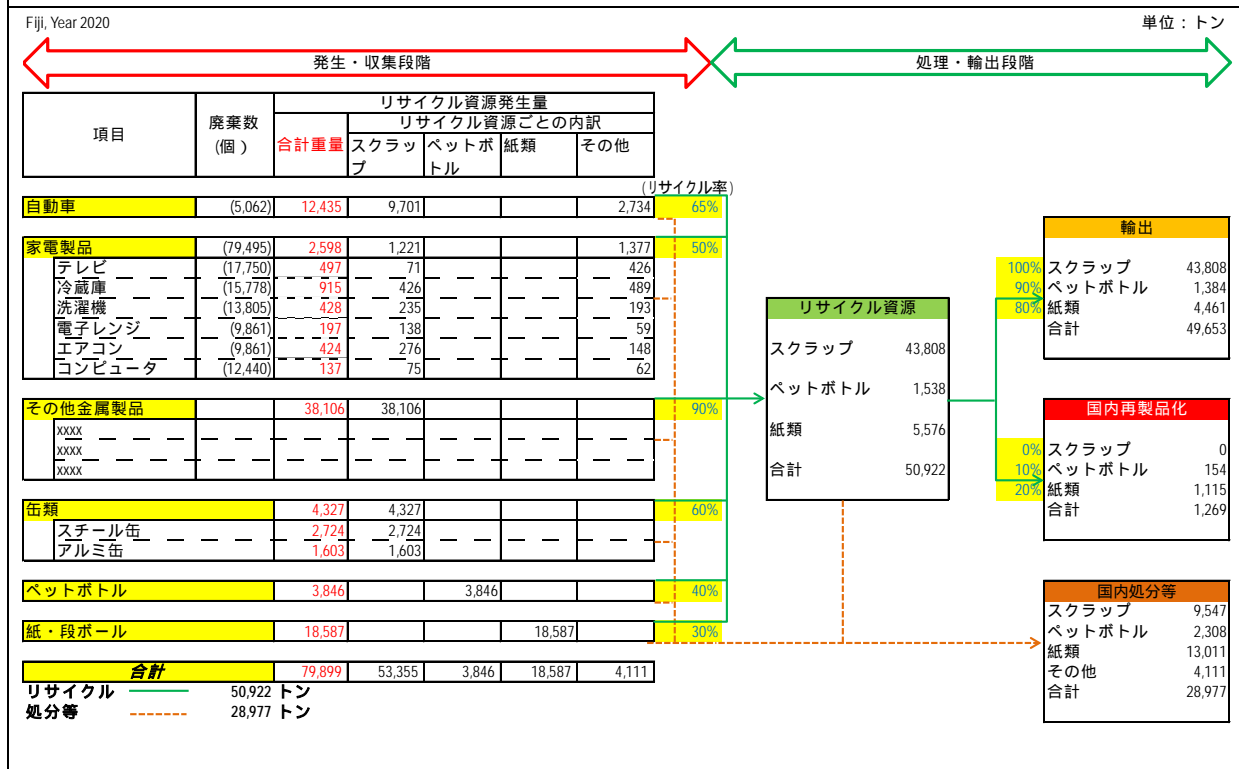 Fiji, Year 2020
単位：トン
発生・収集段階
処理・輸出段階
項目 廃棄数（個） リサイクル資源発生量
リサイクル資源ごとの内訳
合計重量 スクラップ ペットボトル 紙類 その他
（リサイクル率）
自動車 (5,062) 12,435 9,701 2,734 65%
家電製品 (79,495) 2,598 1,221 1,377 50%
テレビ (17,750) 497 71 426
冷蔵庫 (15,778) 915 426 489
洗濯機 (13,805) 428 235 193
電子レンジ (9,861) 197 138 59
エアコン (9,861) 424 276 148
コンピュータ (12,440) 137 75 62
その他金属製品 38,106 38,106 90%
xxxx
xxxx
xxxx
缶類 4,327 4,327 60%
スチール缶 2,724 2,724
アルミ缶 1,603 1,603
ペットボトル 3,846 3,846 40%
紙・段ボール 18,587 18,587 30%
合計 79,899 53,355 3,846 18,587 4,111
リサイクル 50,922 トン
処分等 28,977 トン
リサイクル資源
スクラップ 43,808
ペットボトル 1,538
紙類 5,576
合計 50,922
輸出
100% スクラップ 43,808
90% ペットボトル 1,384
80% 紙類 4,461
合計 49,653
国内再製品化
0% スクラップ 0
10% ペットボトル 154
20% 紙類 1,115
合計 1,269
国内処分等
スクラップ 9,547
ペットボトル 2,308
紙類 13,011
その他 4,111
合計 28,977